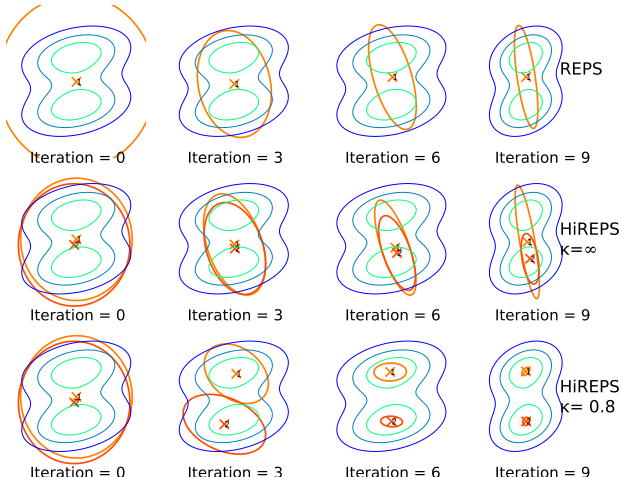 REPS
Iteration = 0 Iteration = 3 Iteration = 6 Iteration = 9
HiREPS
κ=∞
Iteration = 0 Iteration = 3 Iteration = 6 Iteration = 9
HiREPS
κ= 0.8
Iteration = 0 Iteration = 3 Iteration = 6 Iteration = 9